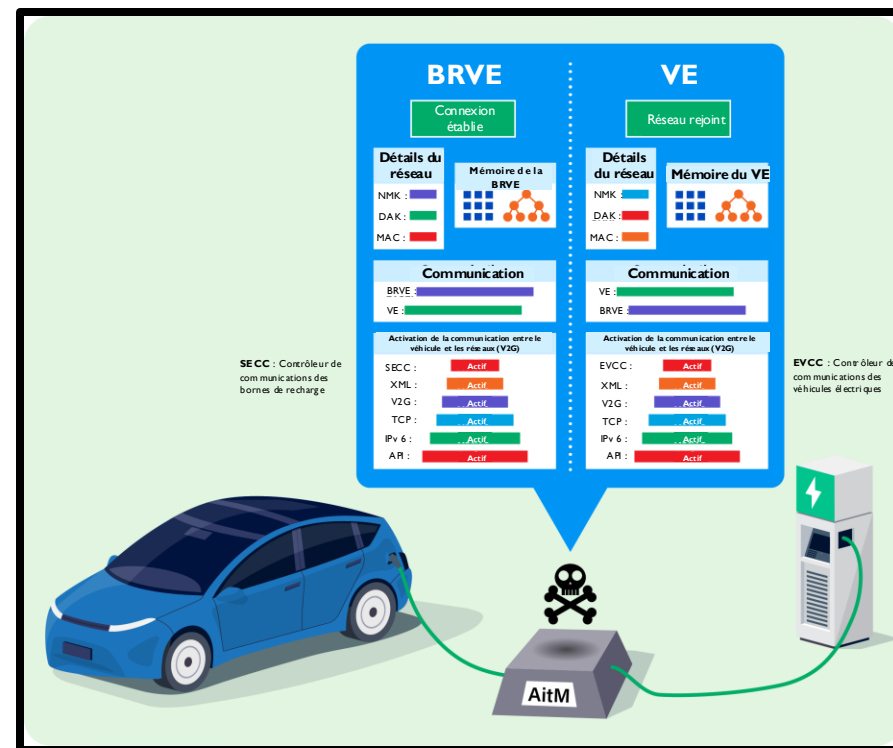 BRVE
Connexion
établie
Détails du
réseau
NMK :
DAK :
MAC :
Mémoire de la
BRVE
Communication
BRVE :
VE :
Activation de la communication entre le
véhicule et les réseaux (V2G)
SECC :
Actif
XML :
Actif
V2G :
Actif
TCP :
Actif
IPv6 :
Actif
API :
Actif
VE
Réseau rejoint
Détails
du réseau
NMK :
DAK :
MAC :
Mémoire du VE
Communication
VE :
BRVE :
Activation de la communication entre le
véhicule et les réseaux (V2G)
EVCC :
Actif
XML :
Actif
V2G :
Actif
TCP :
Actif
IPv6 :
Actif
API :
Actif
SECC : Contrôleur de
communications des
bornes de recharge
EVCC : Contrôleur de
communications des
véhicules électriques
AitM